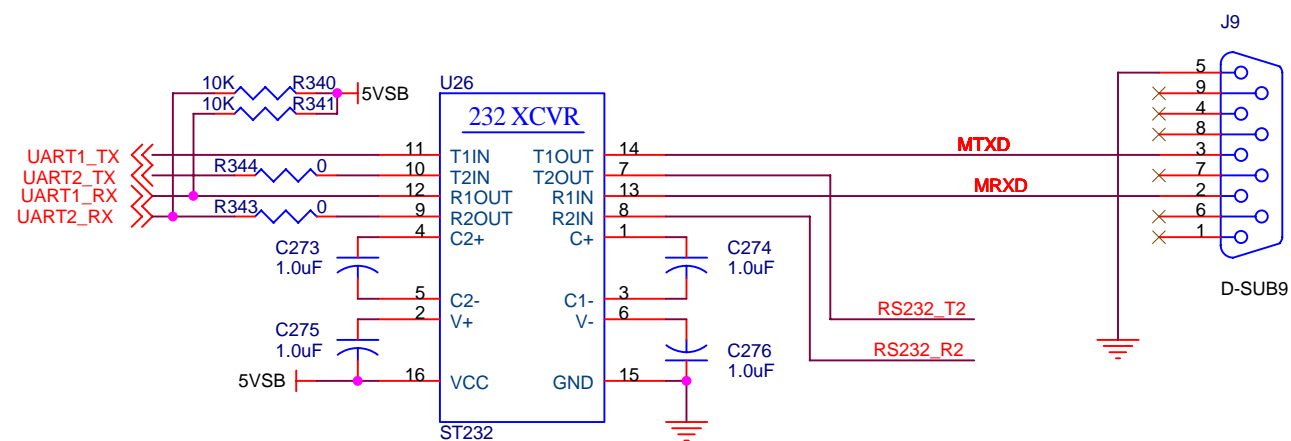 J9
10K R340
10K R341
5VSB
U26
232 XCVR
UART1_TX
UART2_TX
UART1_RX
UART2_RX
R344 0
R343 0
11 T1IN
10 T2IN
12 R1OUT
9 R2OUT
4 C2+
5 C2-
2 V+
16 VCC
T1OUT 14
T2OUT 7
R1IN 13
R2IN 8
C+ 1
C1- 3
V- 6
GND 15
ST232
C273
1.0uF
C275
1.0uF
5VSB
C274
1.0uF
C276
1.0uF
MTXD
MRXD
RS232_T2
RS232_R2
5
9
4
8
3
7
2
6
1
D-SUB9